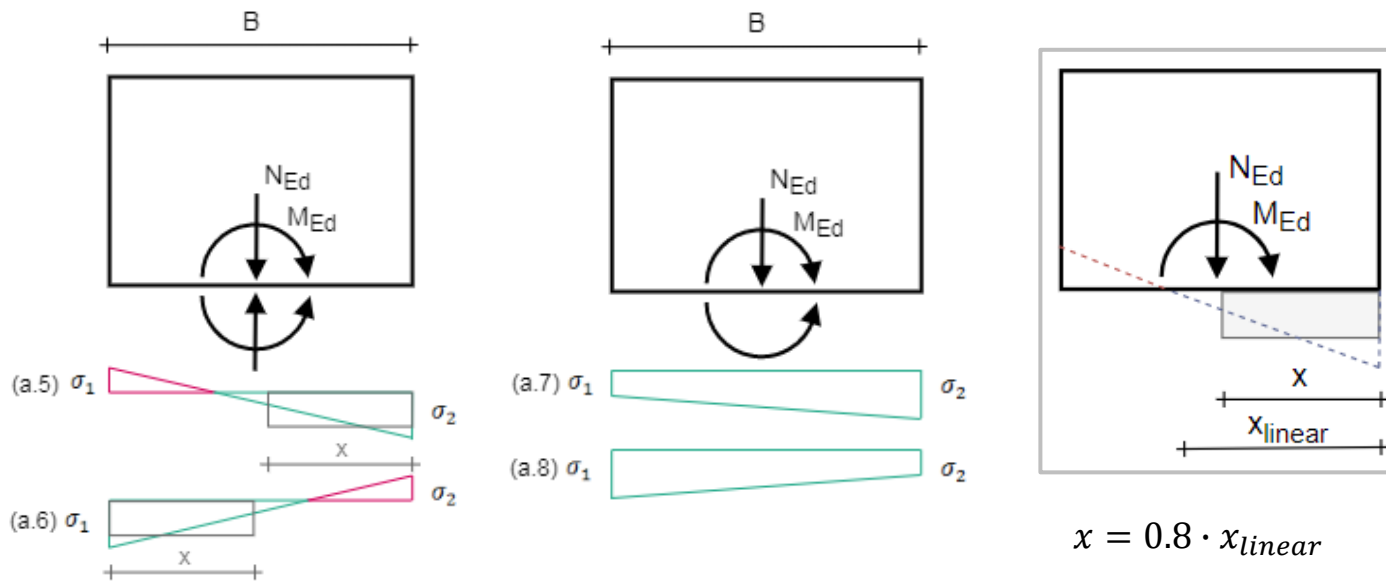 B
N_Ed
M_Ed
(a.5) σ₁
σ₂
x
(a.6) σ₁
σ₂
x
B
N_Ed
M_Ed
(a.7) σ₁
σ₂
(a.8) σ₁
σ₂
N_Ed
M_Ed
x
x_linear
x = 0.8 · x_linear